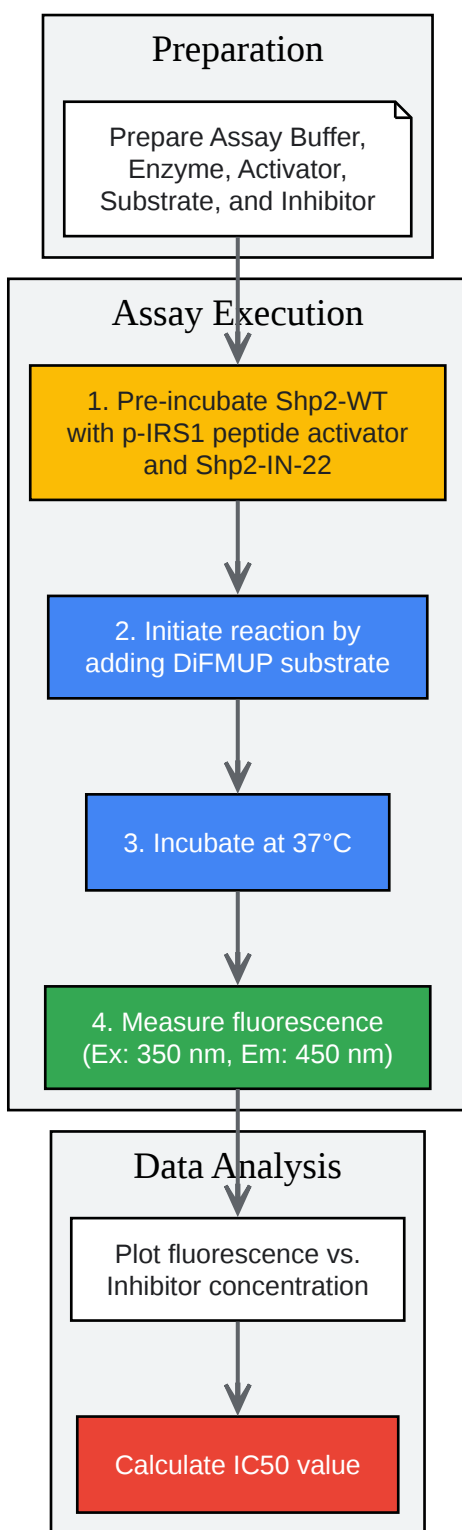 Preparation
Prepare Assay Buffer,
Enzyme, Activator,
Substrate, and Inhibitor
Assay Execution
1. Pre-incubate Shp2-WT
with p-IRS1 peptide activator
and Shp2-IN-22
2. Initiate reaction by
adding DiFMUP substrate
3. Incubate at 37°C
4. Measure fluorescence
(Ex: 350 nm, Em: 450 nm)
Data Analysis
Plot fluorescence vs.
Inhibitor concentration
Calculate IC50 value